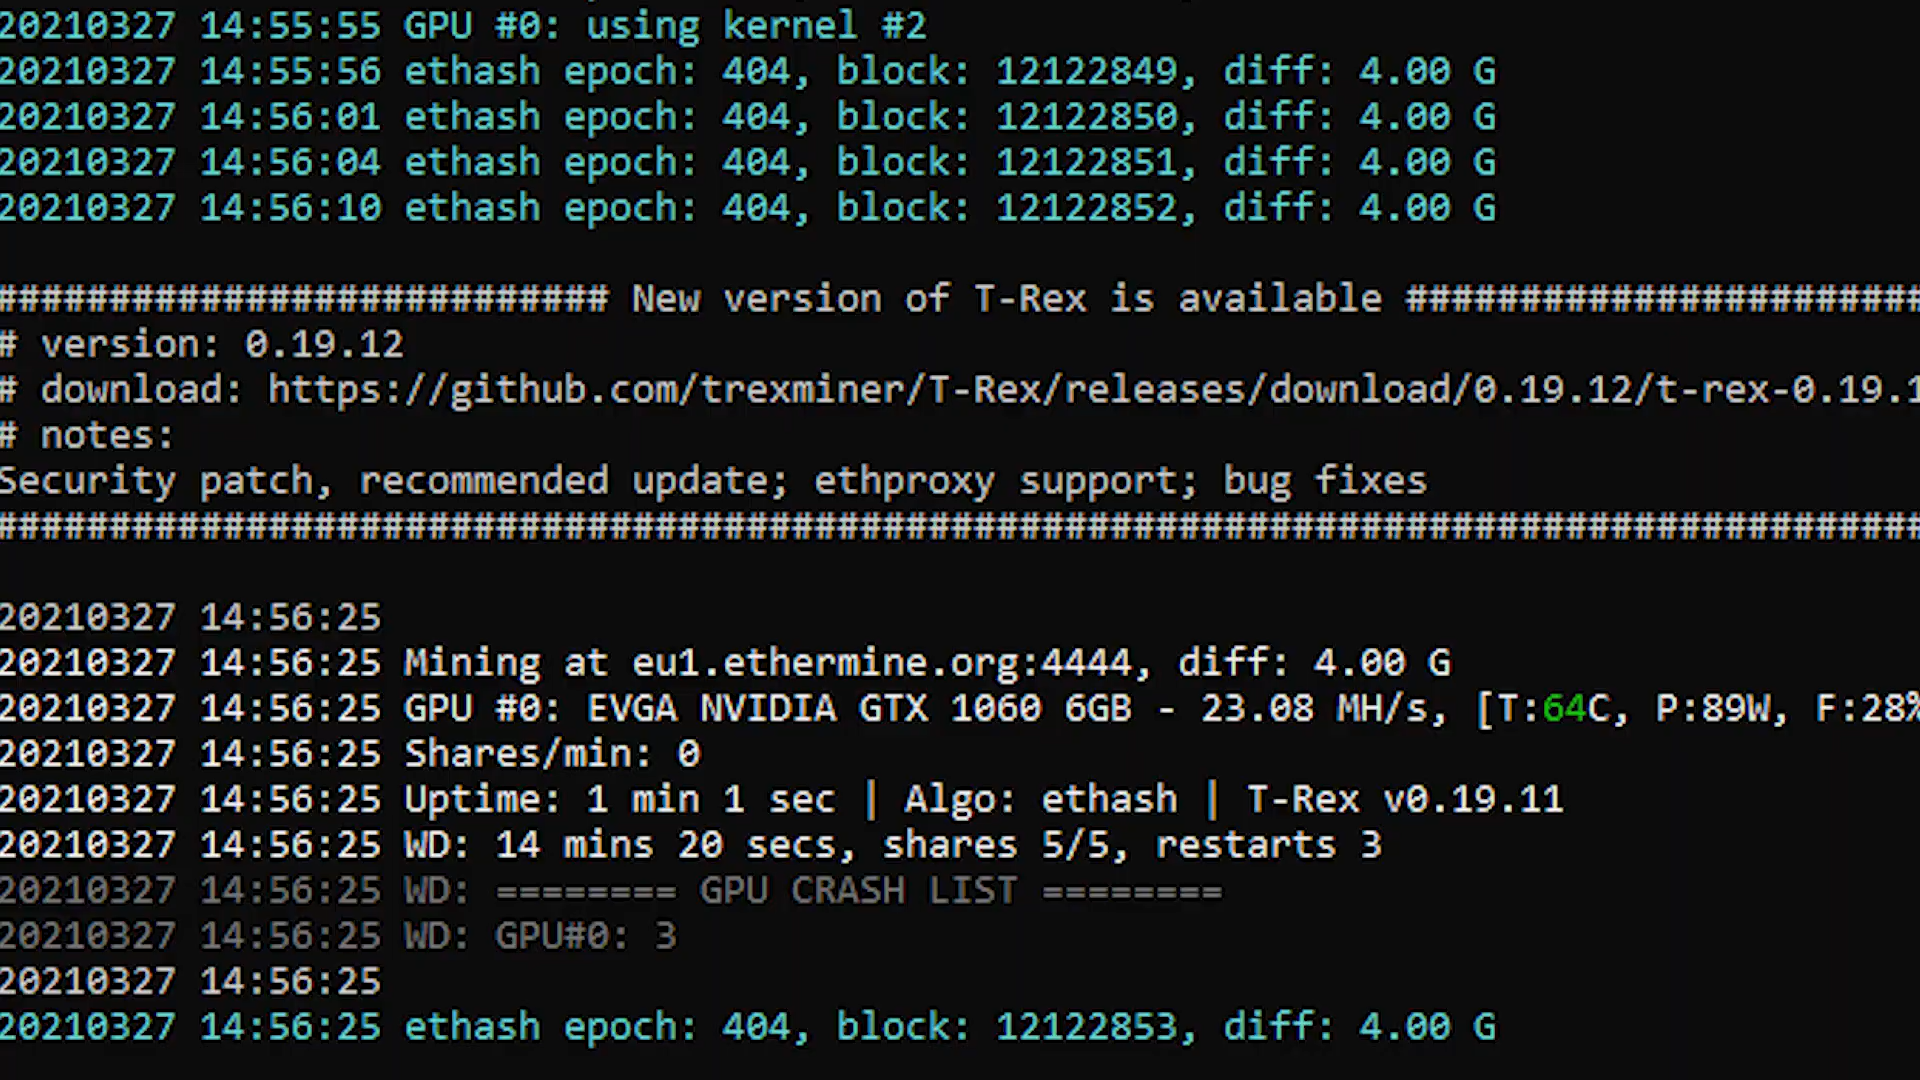 20210327 14:55:55 GPU #0: using kernel #2
20210327 14:55:56 ethash epoch: 404, block: 12122849, diff: 4.00 G
20210327 14:56:01 ethash epoch: 404, block: 12122850, diff: 4.00 G
20210327 14:56:04 ethash epoch: 404, block: 12122851, diff: 4.00 G
20210327 14:56:10 ethash epoch: 404, block: 12122852, diff: 4.00 G
########################### New version of T-Rex is available #######################
# version: 0.19.12
# download: https://github.com/trexminer/T-Rex/releases/download/0.19.12/t-rex-0.19.1
# notes:
Security patch, recommended update; ethproxy support; bug fixes
#####################################################################################
20210327 14:56:25
20210327 14:56:25 Mining at eu1.ethermine.org:4444, diff: 4.00 G
20210327 14:56:25 GPU #0: EVGA NVIDIA GTX 1060 6GB - 23.08 MH/s, [T:64C, P:89W, F:28%
20210327 14:56:25 Shares/min: 0
20210327 14:56:25 Uptime: 1 min 1 sec | Algo: ethash | T-Rex v0.19.11
20210327 14:56:25 WD: 14 mins 20 secs, shares 5/5, restarts 3
20210327 14:56:25 WD: ======== GPU CRASH LIST ========
20210327 14:56:25 WD: GPU#0: 3
20210327 14:56:25
20210327 14:56:25 ethash epoch: 404, block: 12122853, diff: 4.00 G